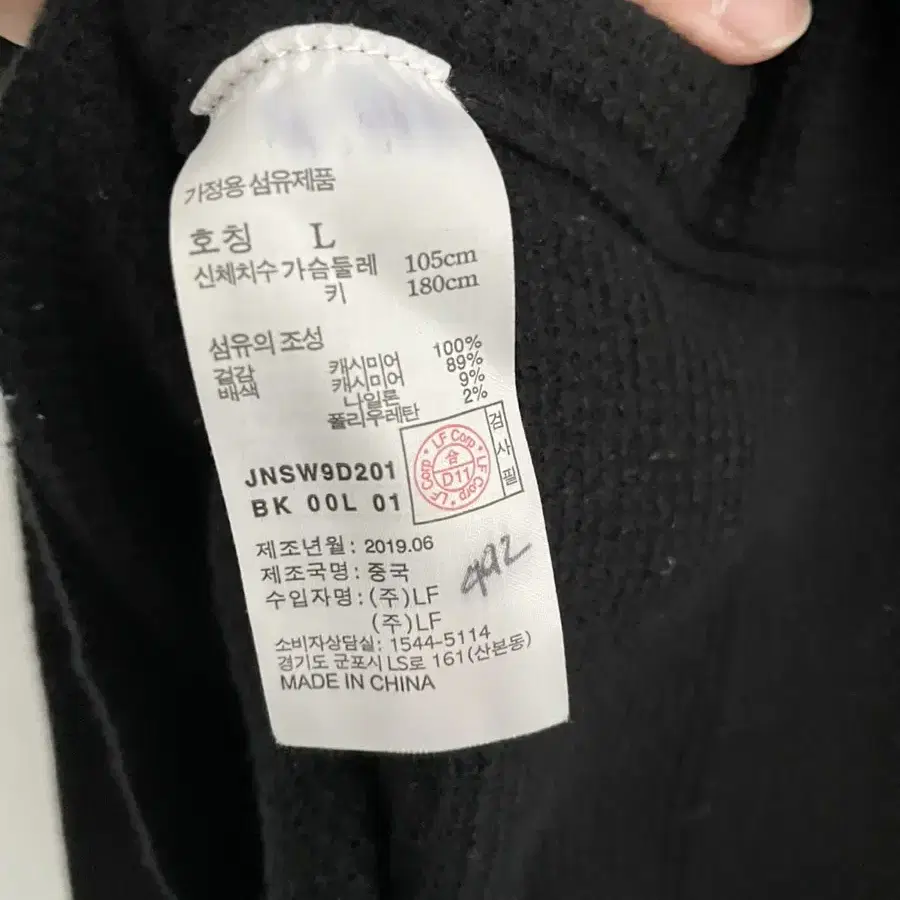 가정용 섬유제품
호칭 L
신체치수 가슴둘레 105cm
키 180cm
섬유의 조성
겉감 캐시미어 100%
배색 캐시미어 89%
나일론 9%
폴리우레탄 2%
JNSW9D201
BK 00L 01
검사필
LF Corp * LF Corp * LF Corp *
合
D11
제조년월: 2019.06
제조국명: 중국
492
수입자명: (주)LF
(주)LF
소비자상담실: 1544-5114
경기도 군포시 LS로 161(산본동)
MADE IN CHINA